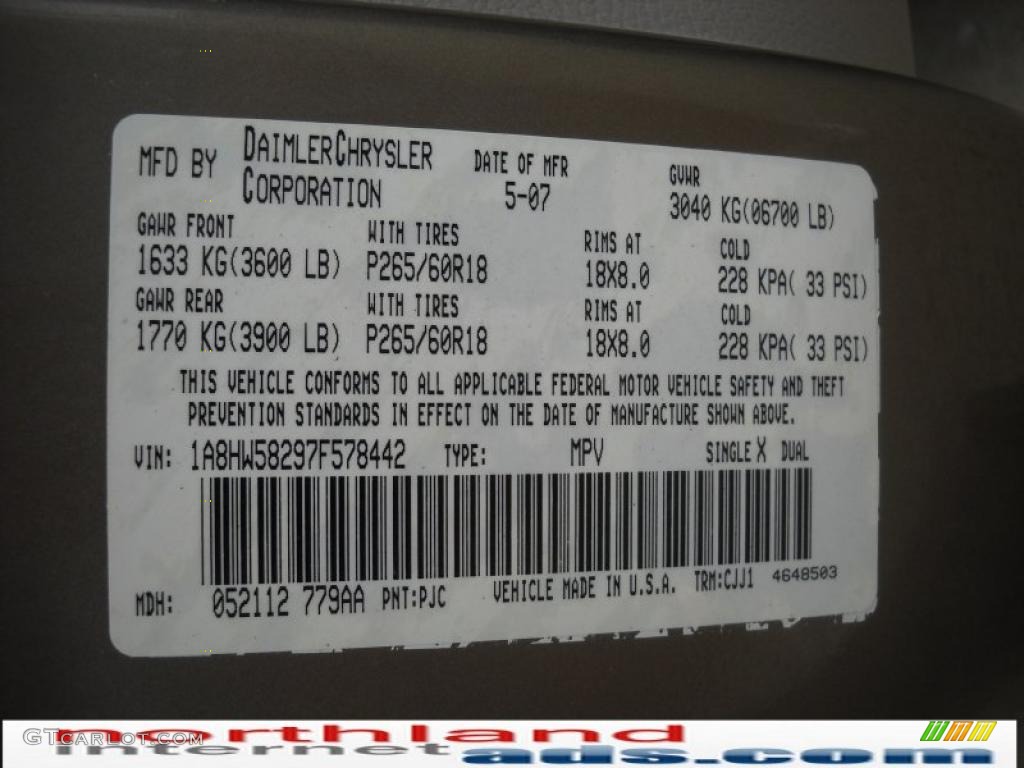 MFD BY DAIMLERCHRYSLER CORPORATION DATE OF MFR 5-07 GVWR 3040 KG(06700 LB)
GAWR FRONT WITH TIRES RIMS AT COLD
1633 KG(3600 LB) P265/60R18 18X8.0 228 KPA( 33 PSI)
GAWR REAR WITH TIRES RIMS AT COLD
1770 KG(3900 LB) P265/60R18 18X8.0 228 KPA( 33 PSI)
THIS VEHICLE CONFORMS TO ALL APPLICABLE FEDERAL MOTOR VEHICLE SAFETY AND THEFT
PREVENTION STANDARDS IN EFFECT ON THE DATE OF MANUFACTURE SHOWN ABOVE.
VIN: 1A8HW58297F578442 TYPE: MPV SINGLE X DUAL
MDH: 052112 779AA PNT:PJC VEHICLE MADE IN U.S.A. TRM:CJJ1 4648503
northland
GTcarlot.com
internet ads.com